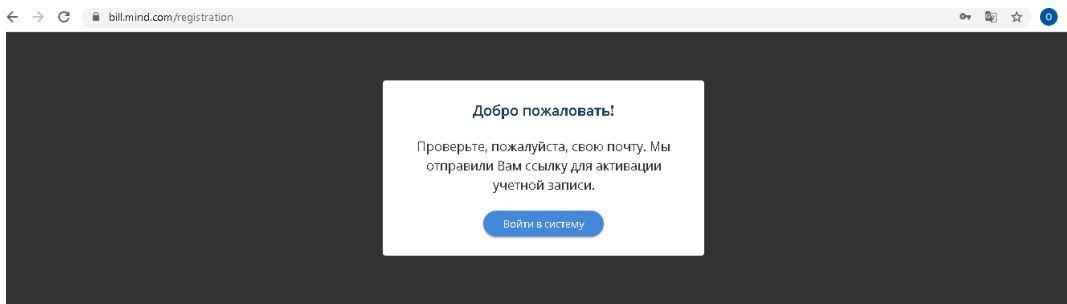 bill.mind.com/registration
О
Добро пожаловать!
Проверьте, пожалуйста, свою почту. Мы
отправили Вам ссылку для активации
учетной записи.
Войти в систему